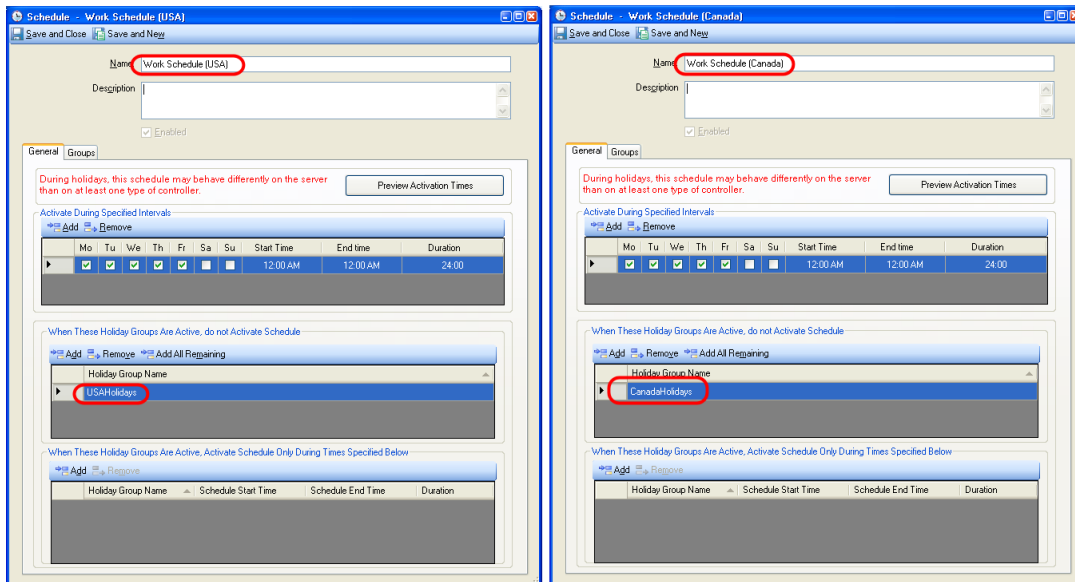 Schedule - Work Schedule (USA)
Save and Close Save and New
Name Work Schedule (USA)
Description
Enabled
General Groups
During holidays, this schedule may behave differently on the server
than on at least one type of controller.
Preview Activation Times
Activate During Specified Intervals
Add Remove
Mo Tu We Th Fr Sa Su Start Time End time Duration
12:00 AM 12:00 AM 24:00
When These Holiday Groups Are Active, do not Activate Schedule
Add Remove Add All Remaining
Holiday Group Name
USAHolidays
When These Holiday Groups Are Active, Activate Schedule Only During Times Specified Below
Add Remove
Holiday Group Name Schedule Start Time Schedule End Time Duration
Schedule - Work Schedule (Canada)
Save and Close Save and New
Name Work Schedule (Canada)
Description
Enabled
General Groups
During holidays, this schedule may behave differently on the server
than on at least one type of controller.
Preview Activation Times
Activate During Specified Intervals
Add Remove
Mo Tu We Th Fr Sa Su Start Time End time Duration
12:00 AM 12:00 AM 24:00
When These Holiday Groups Are Active, do not Activate Schedule
Add Remove Add All Remaining
Holiday Group Name
CanadaHolidays
When These Holiday Groups Are Active, Activate Schedule Only During Times Specified Below
Add Remove
Holiday Group Name Schedule Start Time Schedule End Time Duration